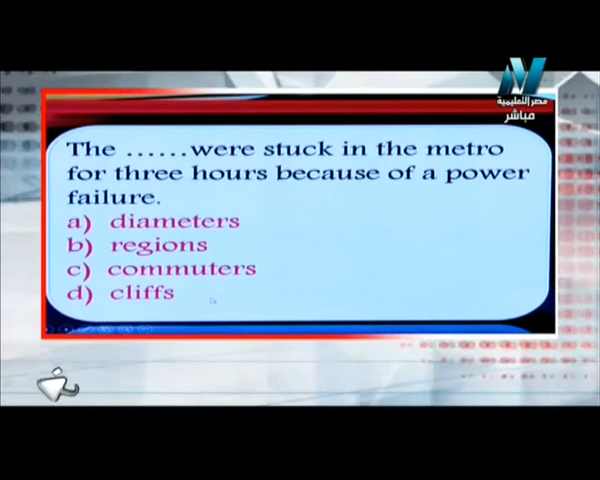 مصر التعليمية
مباشر
The ......were stuck in the metro
for three hours because of a power
failure.
a) diameters
b) regions
c) commuters
d) cliffs